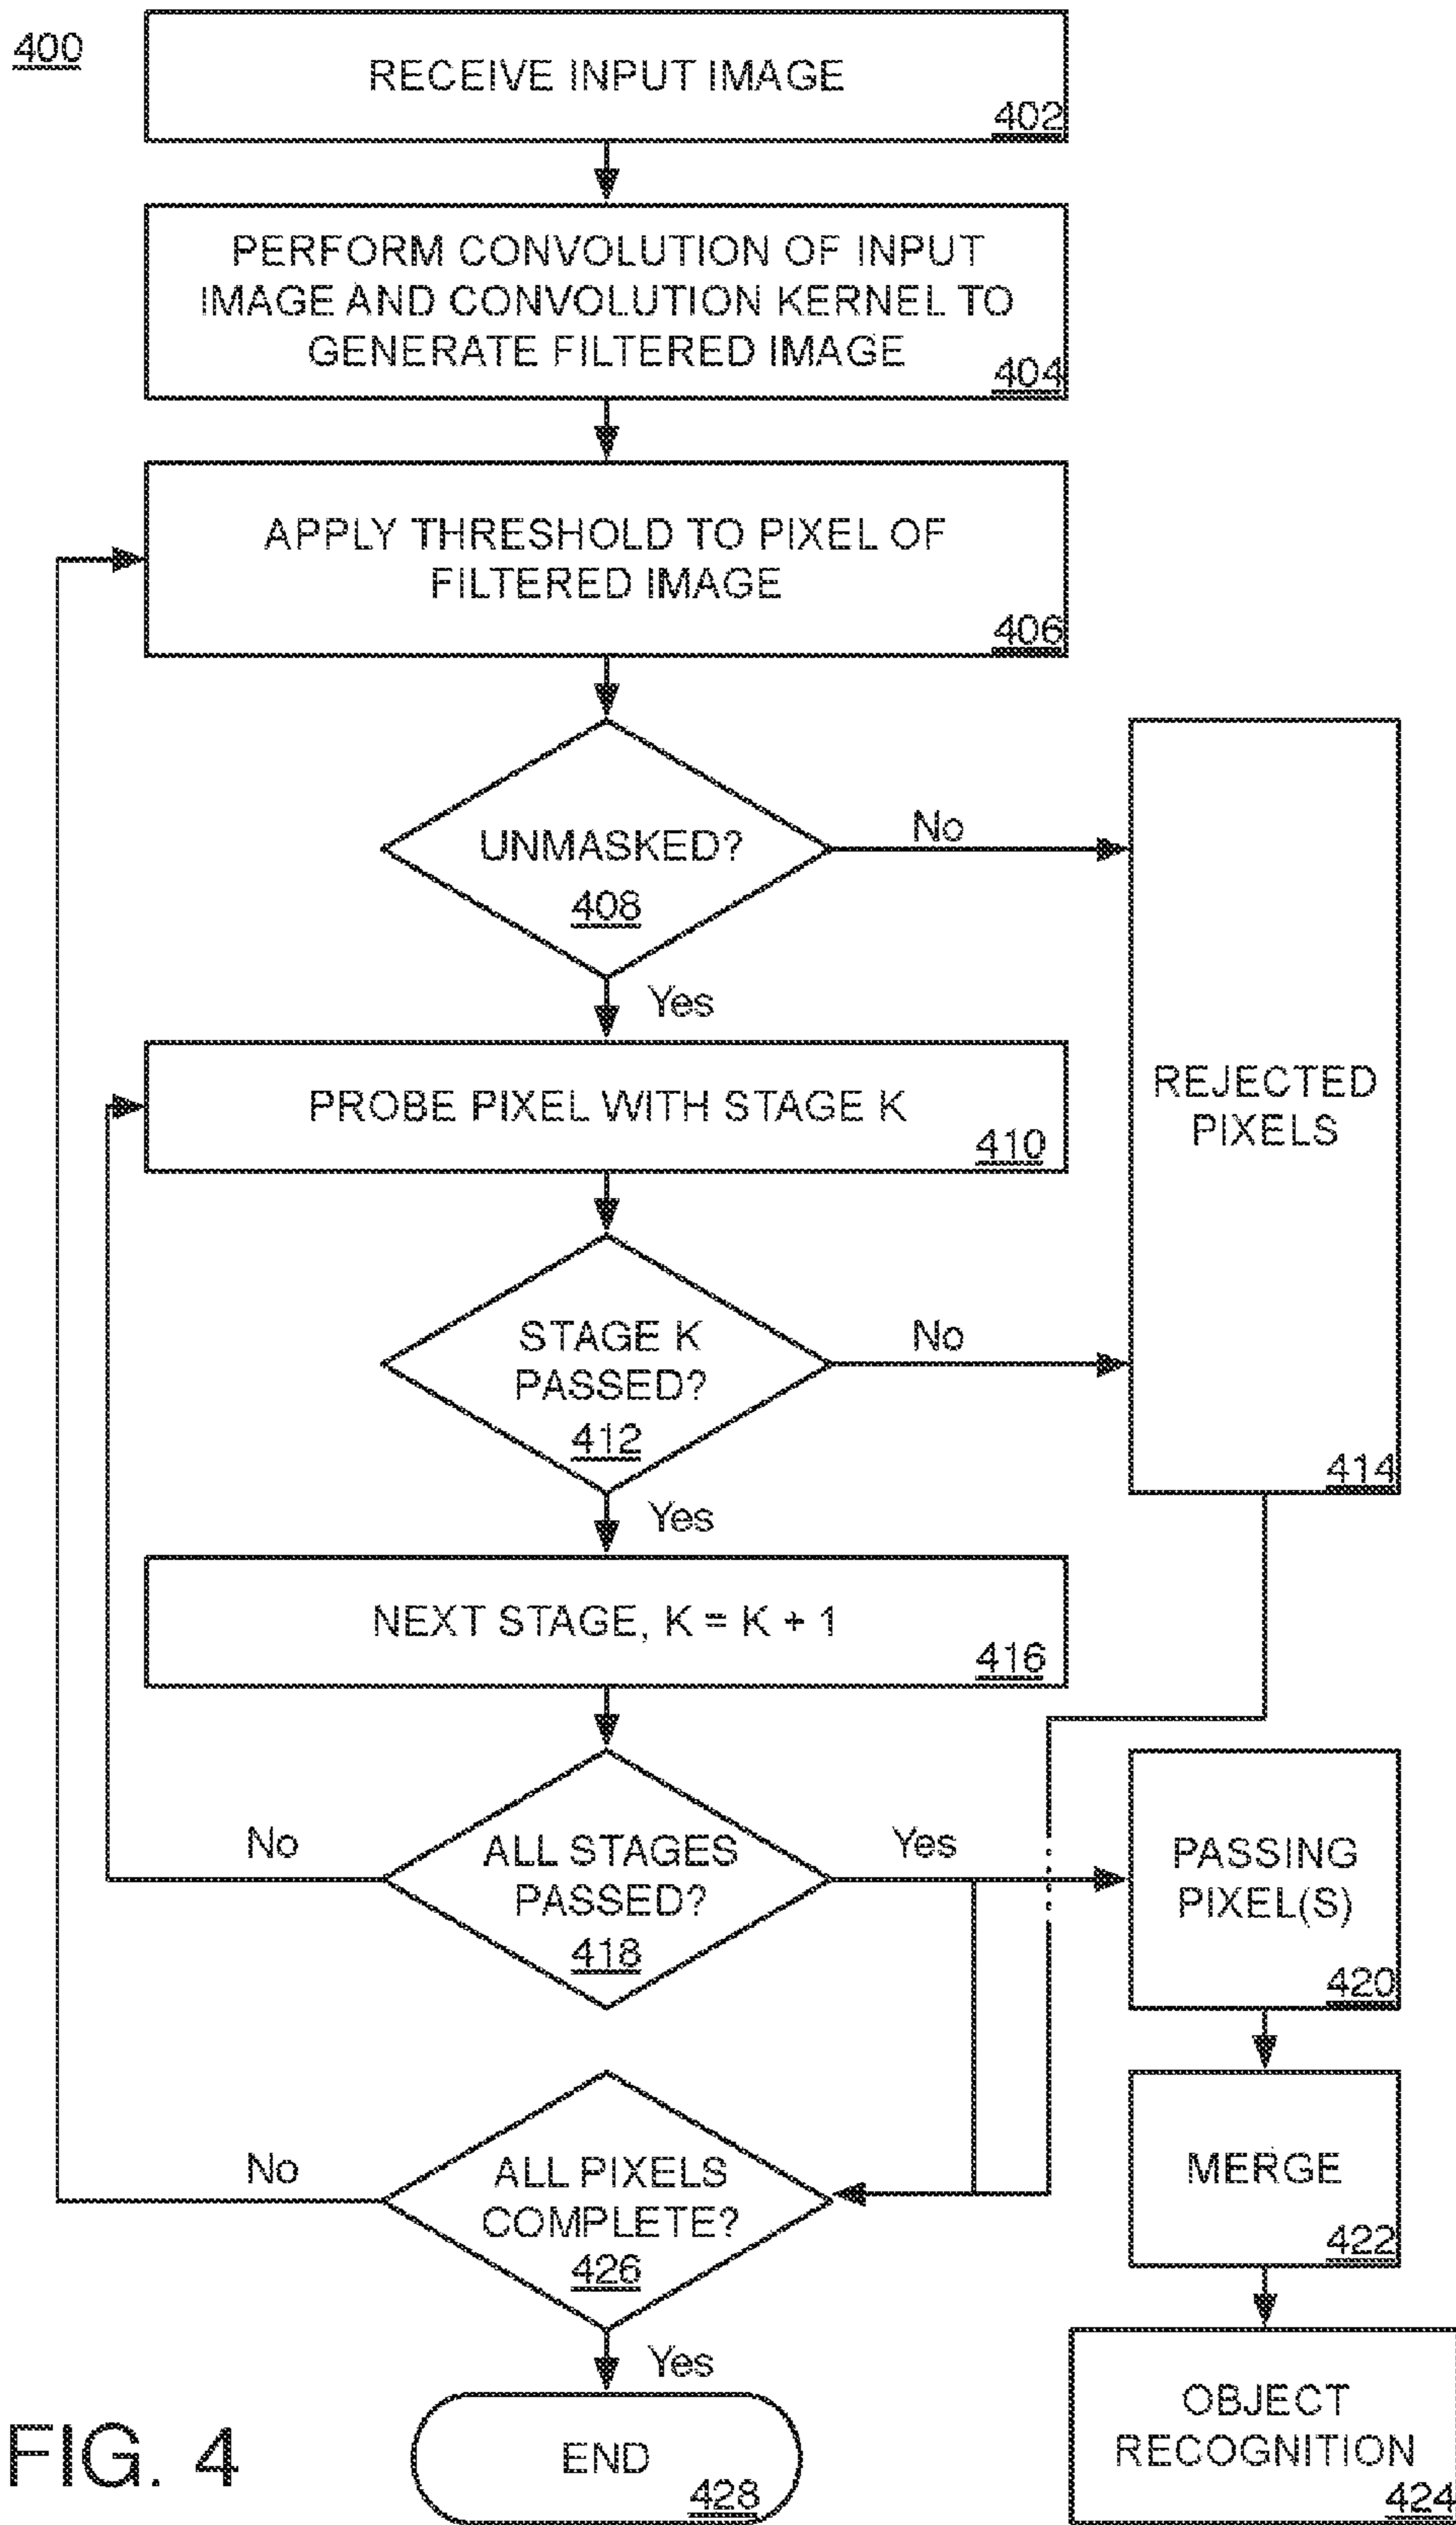 400
RECEIVE INPUT IMAGE
402
PERFORM CONVOLUTION OF INPUT
IMAGE AND CONVOLUTION KERNEL TO
GENERATE FILTERED IMAGE
404
APPLY THRESHOLD TO PIXEL OF
FILTERED IMAGE
406
UNMASKED?
408
No
Yes
PROBE PIXEL WITH STAGE K
410
STAGE K
PASSED?
412
No
Yes
REJECTED
PIXELS
414
NEXT STAGE, K = K + 1
416
No
ALL STAGES
PASSED?
418
Yes
PASSING
PIXEL(S)
420
MERGE
422
OBJECT
RECOGNITION
424
No
ALL PIXELS
COMPLETE?
426
Yes
END
428
FIG. 4